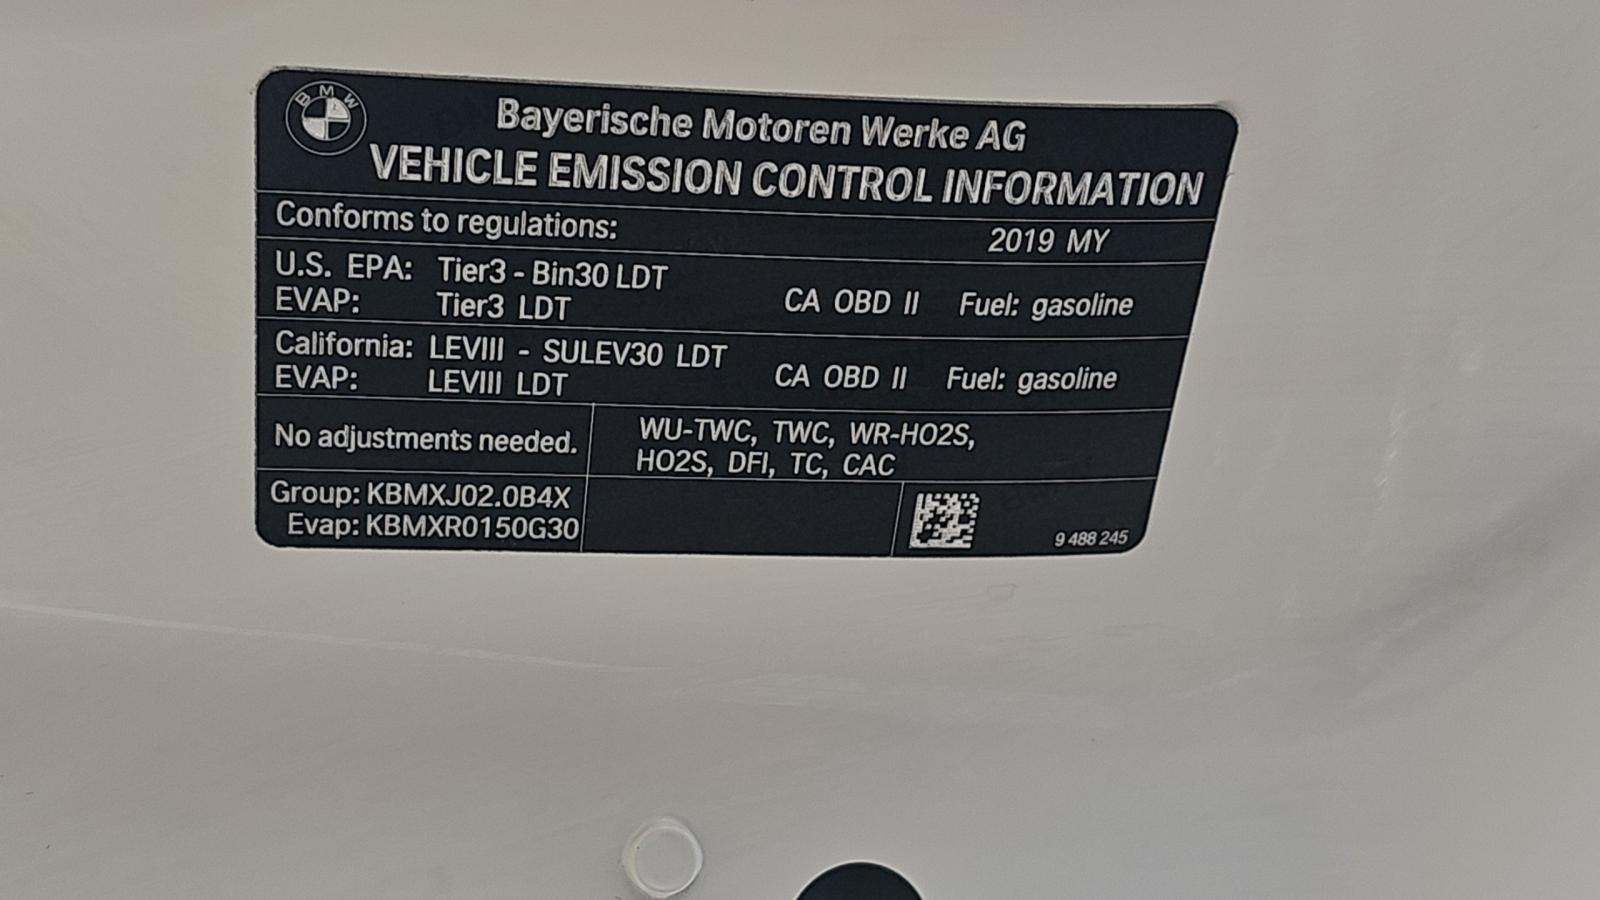 BMW
Bayerische Motoren Werke AG
VEHICLE EMISSION CONTROL INFORMATION
Conforms to regulations: 2019 MY
U.S. EPA: Tier3 - Bin30 LDT
EVAP: Tier3 LDT CA OBD II Fuel: gasoline
California: LEVIII - SULEV30 LDT
EVAP: LEVIII LDT CA OBD II Fuel: gasoline
No adjustments needed.
WU-TWC, TWC, WR-HO2S,
HO2S, DFI, TC, CAC
Group: KBMXJ02.0B4X
Evap: KBMXR0150G30
9 488 245